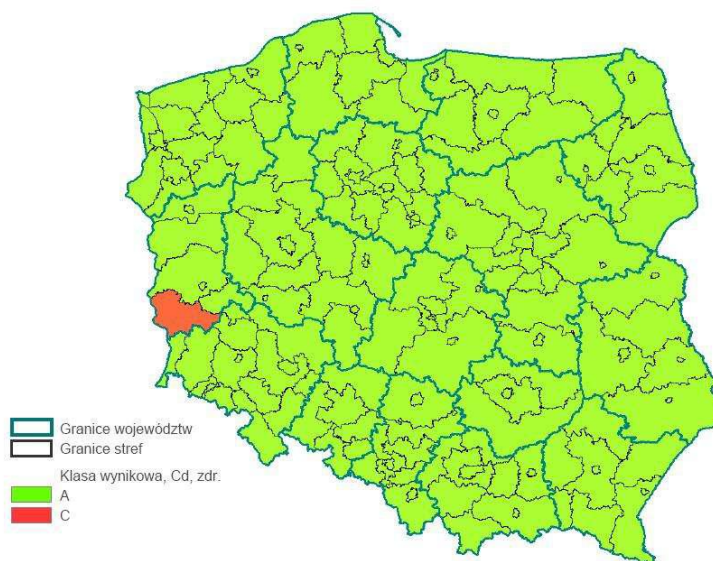 Granice województw
Granice stref
Klasa wynikowa, Cd, zdr.
A
C